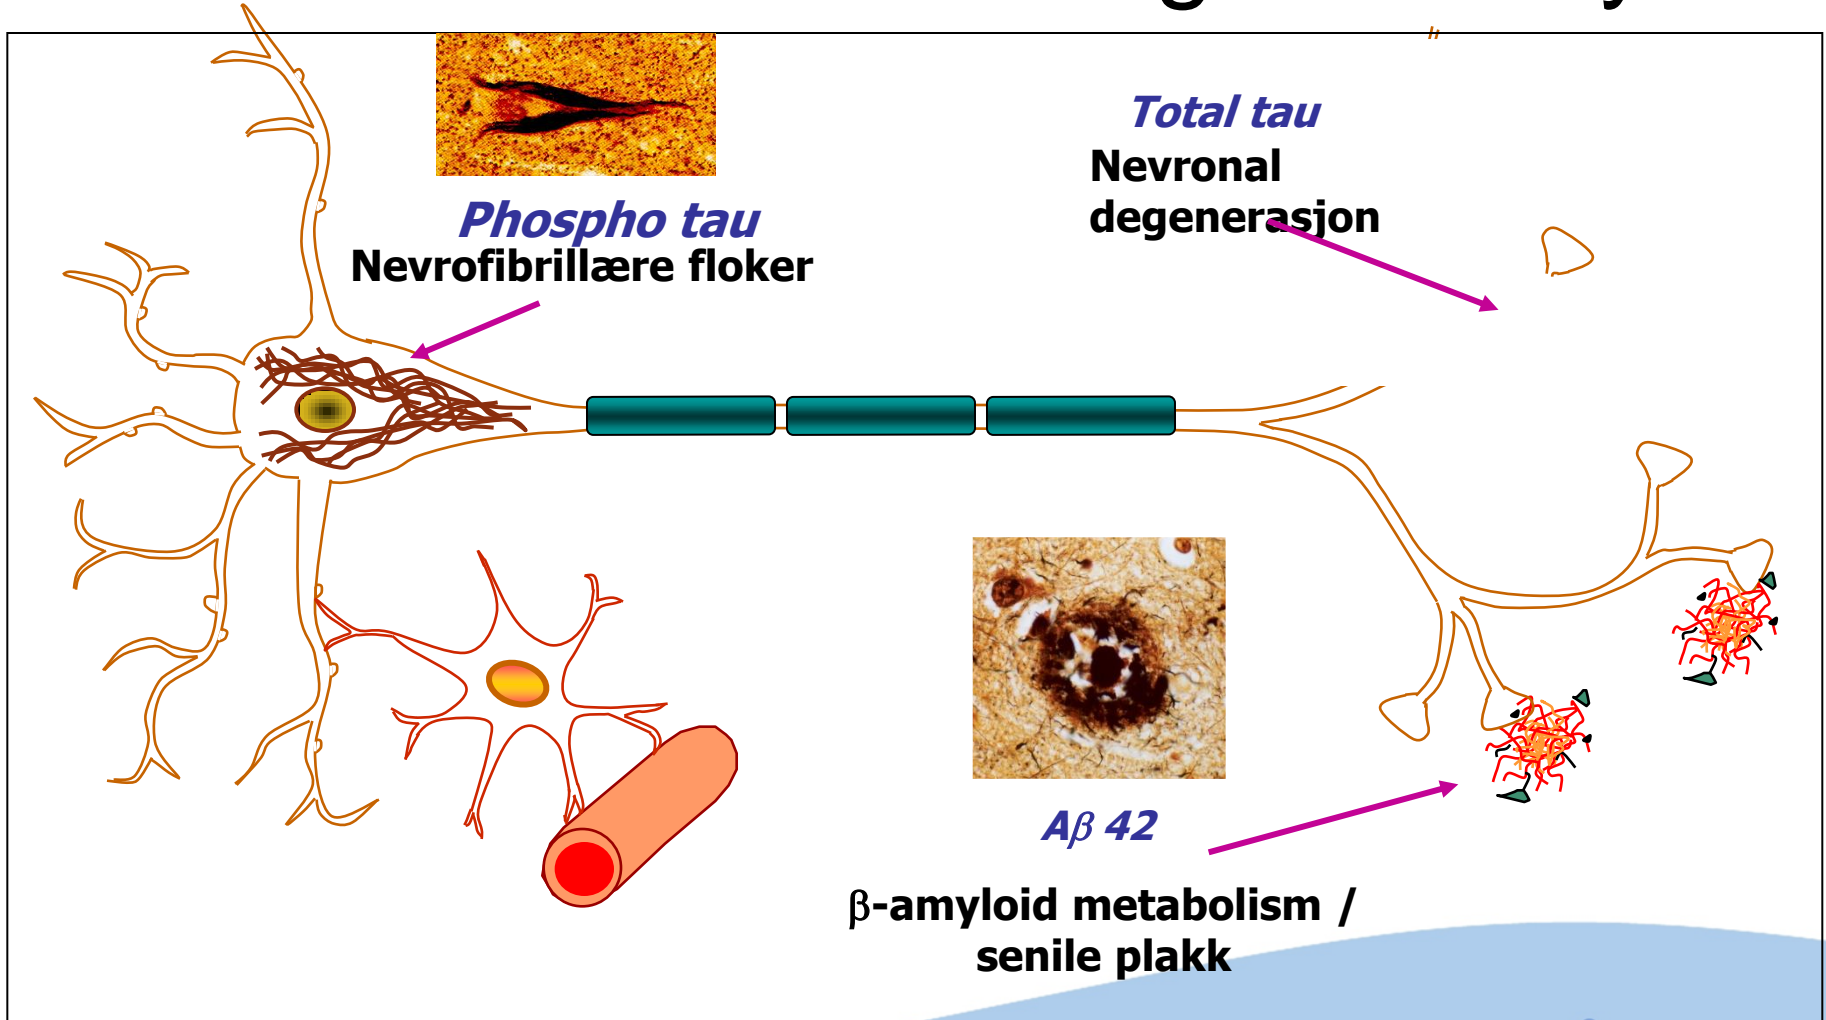 Phospho tau
Nevrofibrillære floker
Total tau
Nevronal
degenerasjon
Aβ 42
β-amyloid metabolism /
senile plakk